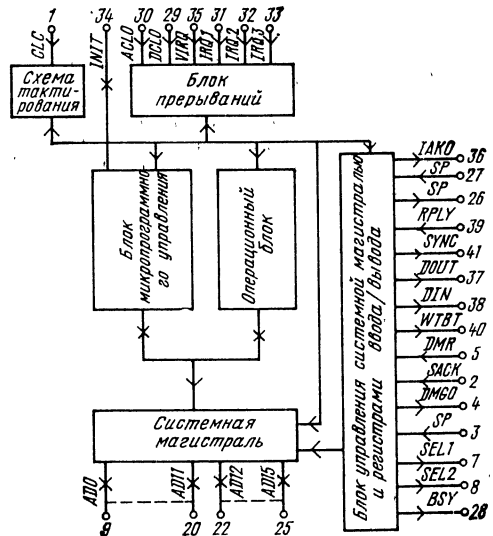 1
34
30
29
35
31
32
33
CLC
INIT
ACLO
DCLO
VIRQ
IRQ1
IRQ2
IRQ3
Схема
такти-
рования
Блок
прерываний
Блок
микропрограммно-
го управления
Операционный
блок
Системная
магистраль
Блок управления системной магистралью
и регистрами ввода/вывода
IAKO 36
SP 27
SP 26
RPLY 39
SYNC 41
DOUT 37
DIN 38
WTBT 40
DMR 5
SACK 2
DMGO 4
SP 3
SEL1 7
SEL2 8
BSY 28
AD0
AD11
AD12
AD15
9
20
22
25